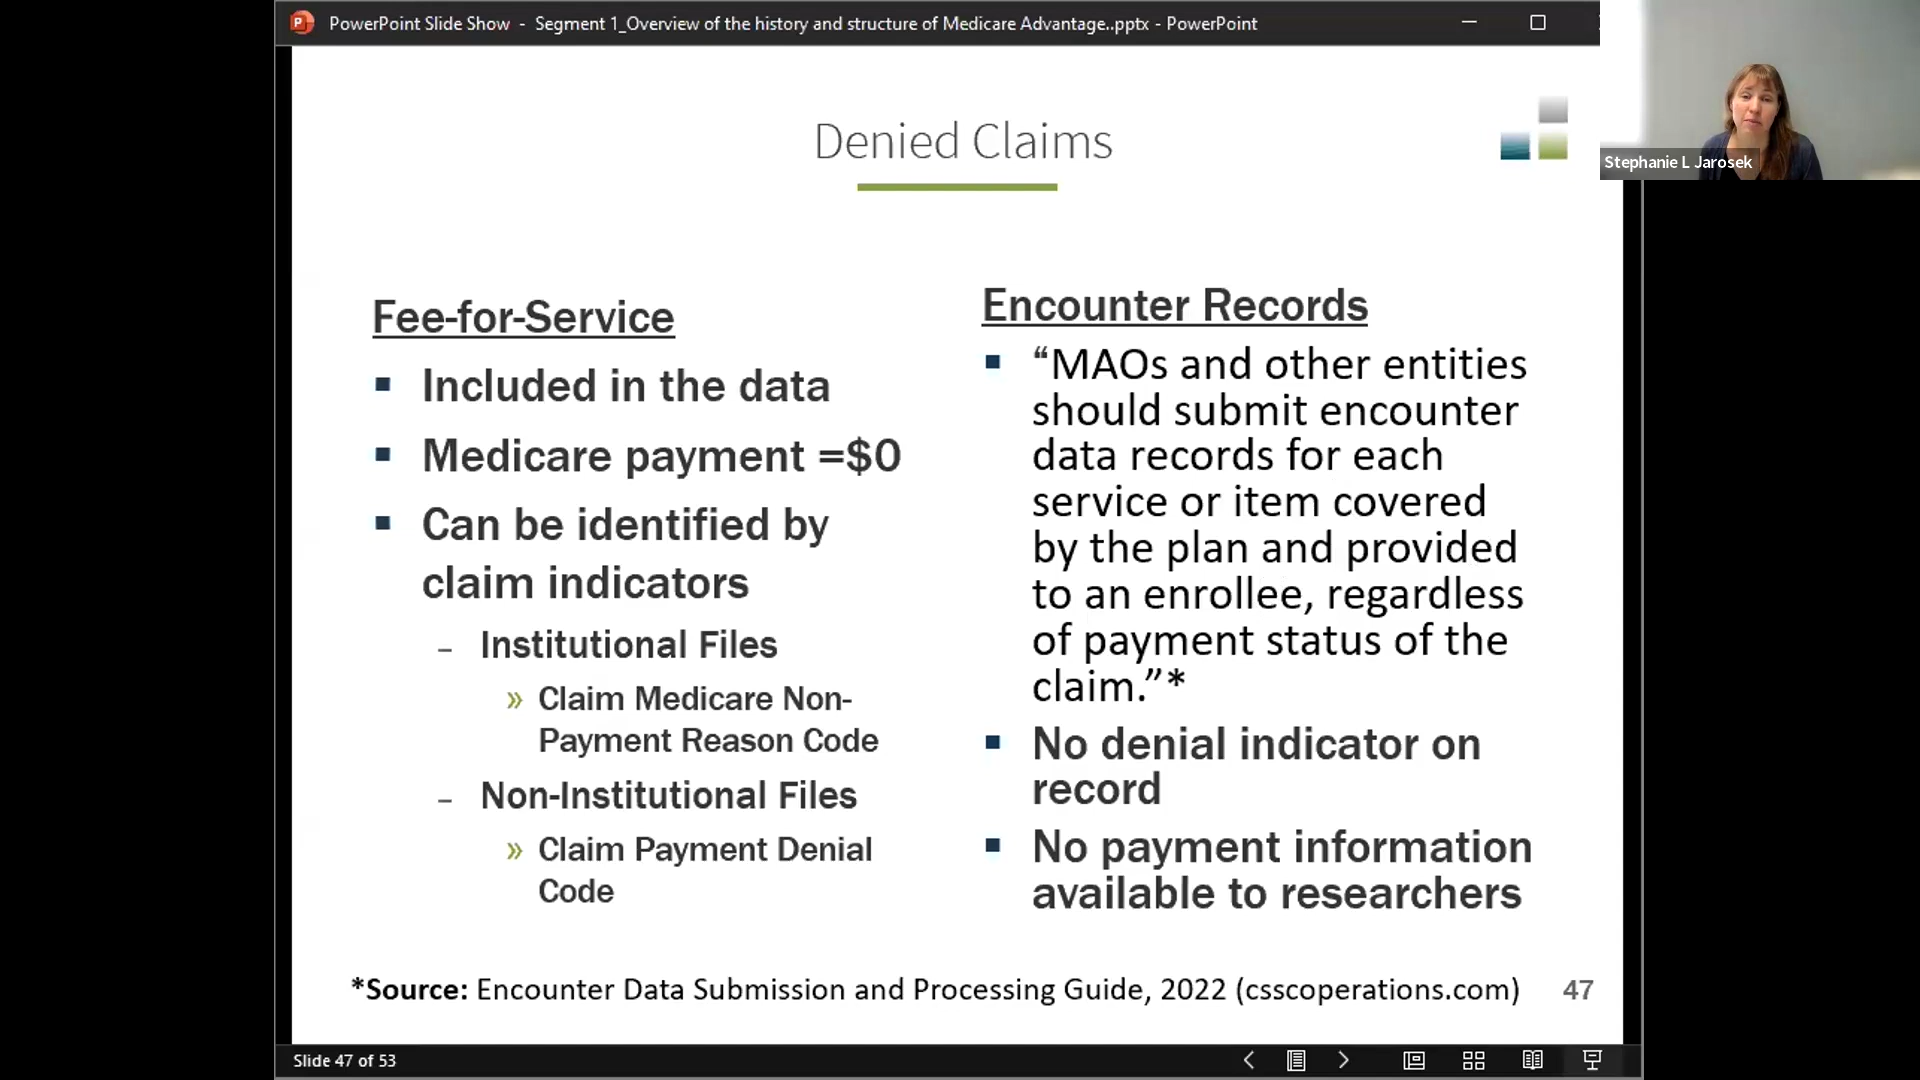 PowerPoint Slide Show - Segment 1_Overview of the history and structure of Medicare Advantage..pptx - PowerPoint
Stephanie L Jarosek
Denied Claims
Fee-for-Service
▪ Included in the data
▪ Medicare payment =$0
▪ Can be identified by
claim indicators
– Institutional Files
» Claim Medicare Non-
Payment Reason Code
– Non-Institutional Files
» Claim Payment Denial
Code
Encounter Records
▪ “MAOs and other entities
should submit encounter
data records for each
service or item covered
by the plan and provided
to an enrollee, regardless
of payment status of the
claim.”*
▪ No denial indicator on
record
▪ No payment information
available to researchers
*Source: Encounter Data Submission and Processing Guide, 2022 (csscoperations.com)
47
Slide 47 of 53